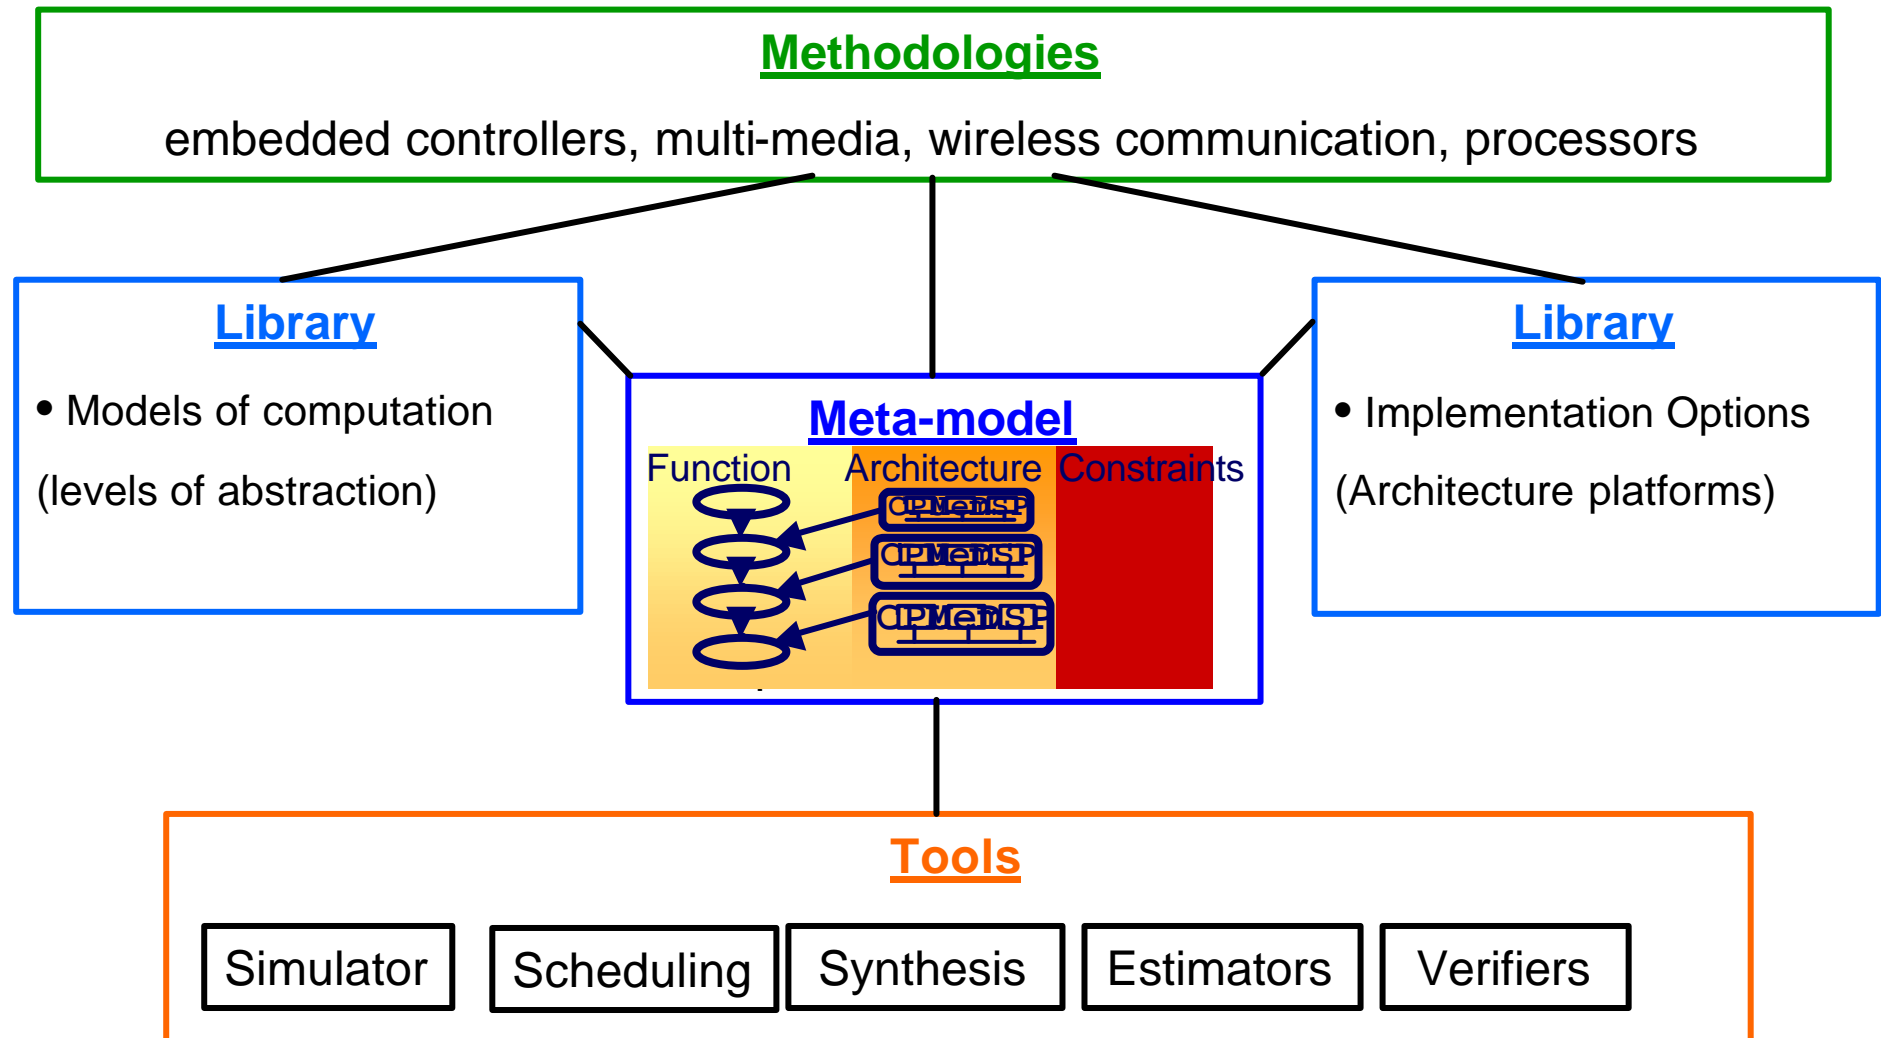 Methodologies
embedded controllers, multi-media, wireless communication, processors
Library
• Models of computation
(levels of abstraction)
Meta-model
Function Architecture Constraints
Library
• Implementation Options
(Architecture platforms)
Tools
Simulator Scheduling Synthesis Estimators Verifiers